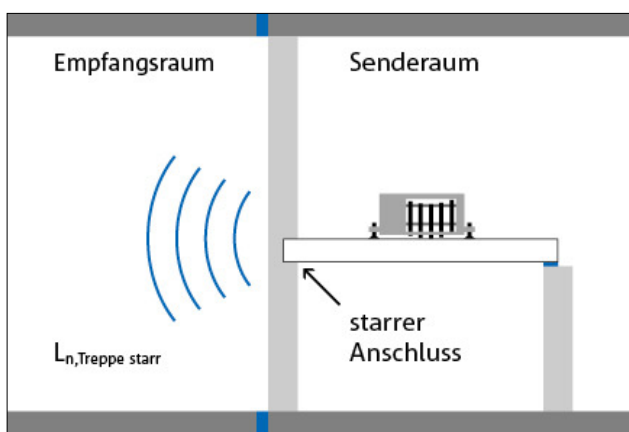 Empfangsraum
Senderaum
starrer
Anschluss
Ln,Treppe starr